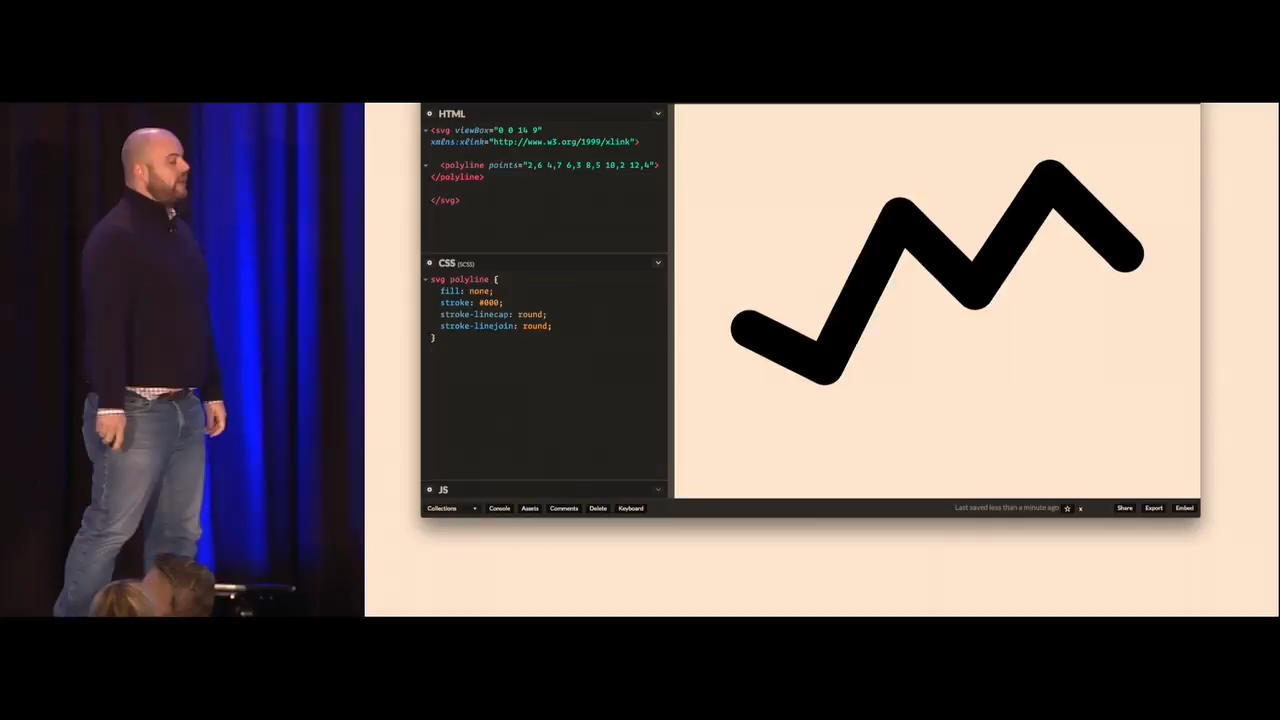 HTML
<svg viewBox="0 0 14 9"
xmlns:xlink="http://www.w3.org/1999/xlink">
<polyline points="2,6 4,7 6,3 8,5 10,2 12,4">
</polyline>
</svg>
CSS (SCSS)
svg polyline {
fill: none;
stroke: #000;
stroke-linecap: round;
stroke-linejoin: round;
}
JS
Collections Console Assets Comments Delete Keyboard Last saved less than a minute ago x Share Export Embed